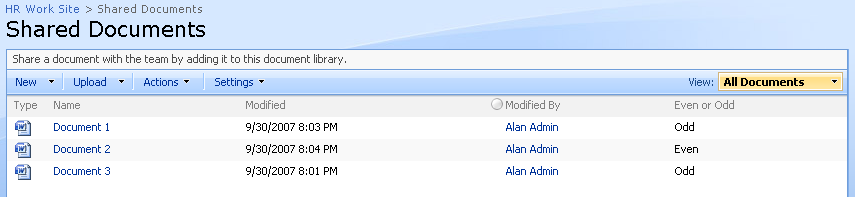 HR Work Site > Shared Documents
Shared Documents
Share a document with the team by adding it to this document library.
New Upload Actions Settings View: All Documents
Type Name Modified Modified By Even or Odd
Document 1 9/30/2007 8:03 PM Alan Admin Odd
Document 2 9/30/2007 8:04 PM Alan Admin Even
Document 3 9/30/2007 8:01 PM Alan Admin Odd